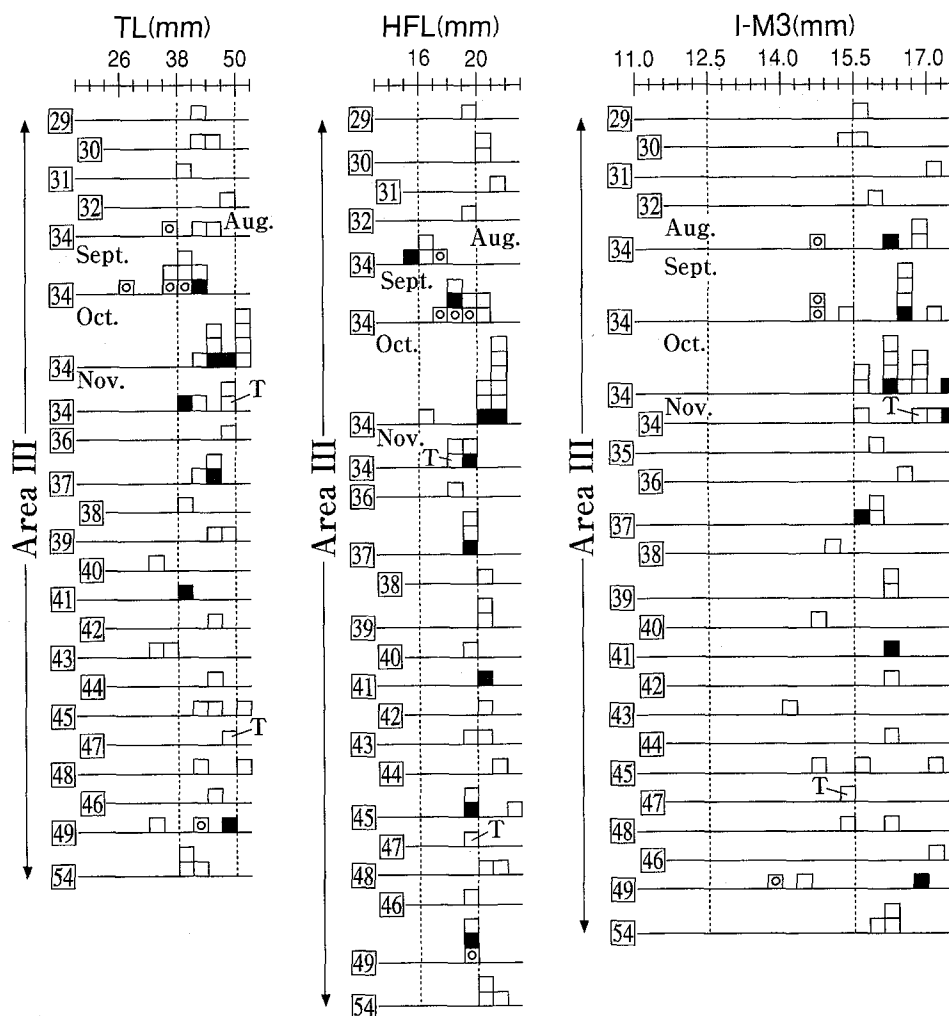 TL(mm) HFL(mm) I-M3(mm)
26 38 50 16 20 11.0 12.5 14.0 15.5 17.0
Area III
29
30
31
32
34 Aug.
34 Sept.
34 Oct.
34 Nov. T
36
37
38
39
40
41
42
43
44
45
47 T
48
46
49
54
Area III
29
30
31
32
34 Aug.
34 Sept.
34 Oct.
34 Nov. T
36
37
38
39
40
41
42
43
44
45
47 T
48
46
49
54
Area III
29
30
31
32
34 Aug.
34 Sept.
34 Oct.
34 Nov. T
35
36
37
38
39
40
41
42
43
44
45
47 T
48
46
49
54